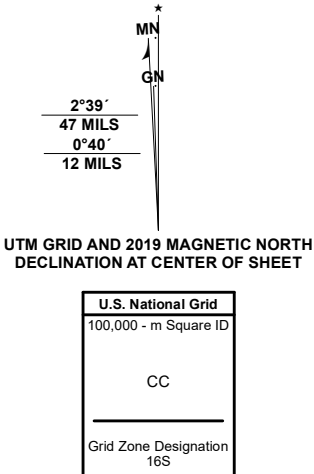 MN
GN
2°39´
47 MILS
0°40´
12 MILS
UTM GRID AND 2019 MAGNETIC NORTH
DECLINATION AT CENTER OF SHEET
U.S. National Grid
100,000 - m Square ID
CC
Grid Zone Designation
16S